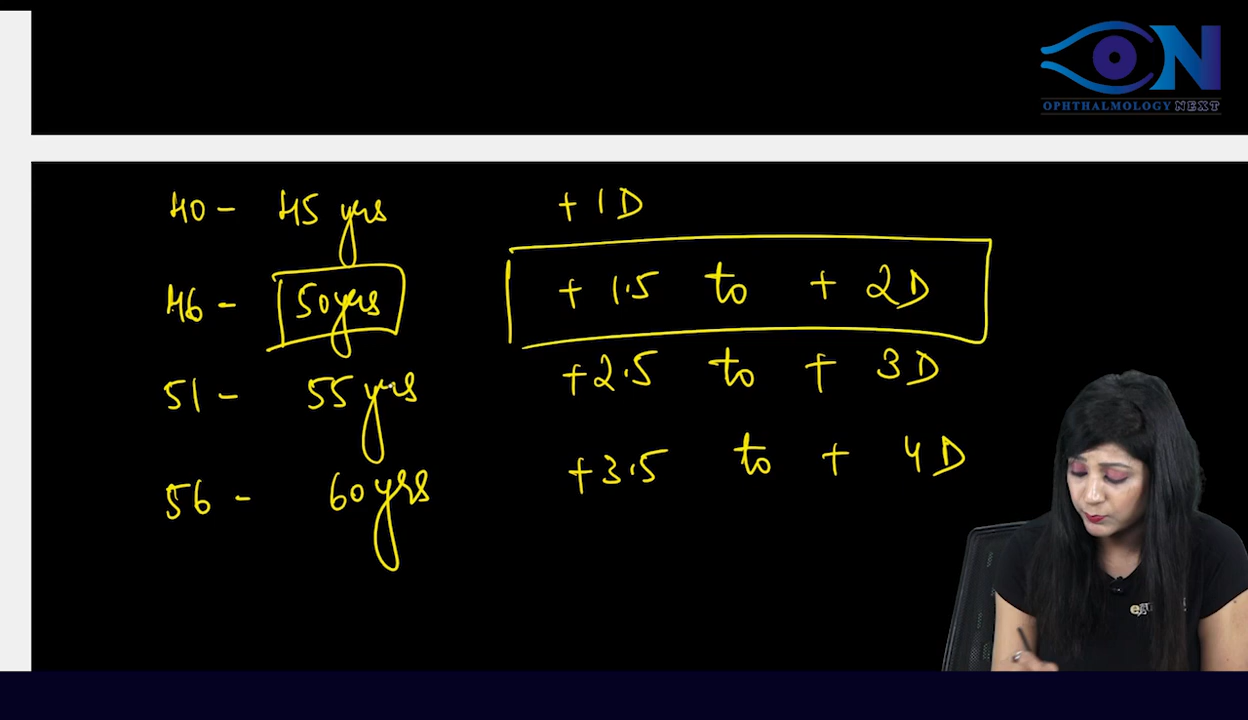 ON
OPHTHALMOLOGY NEXT
40 - 45 yrs +1D
46 - 50 yrs +1.5 to +2D
51 - 55 yrs +2.5 to +3D
56 - 60 yrs +3.5 to +4D